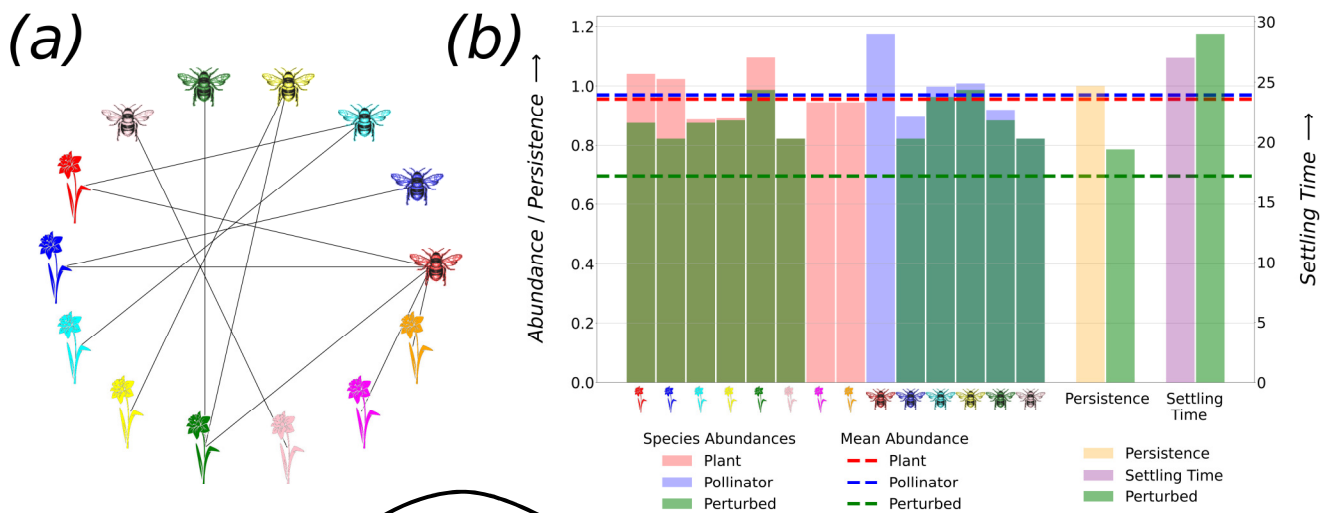 (a)
(b)
Abundance / Persistence →
1.2
1.0
0.8
0.6
0.4
0.2
0.0
30
25
20
15
10
5
0
Settling Time →
Persistence
Settling
Time
Species Abundances
Plant
Pollinator
Perturbed
Mean Abundance
Plant
Pollinator
Perturbed
Persistence
Settling Time
Perturbed